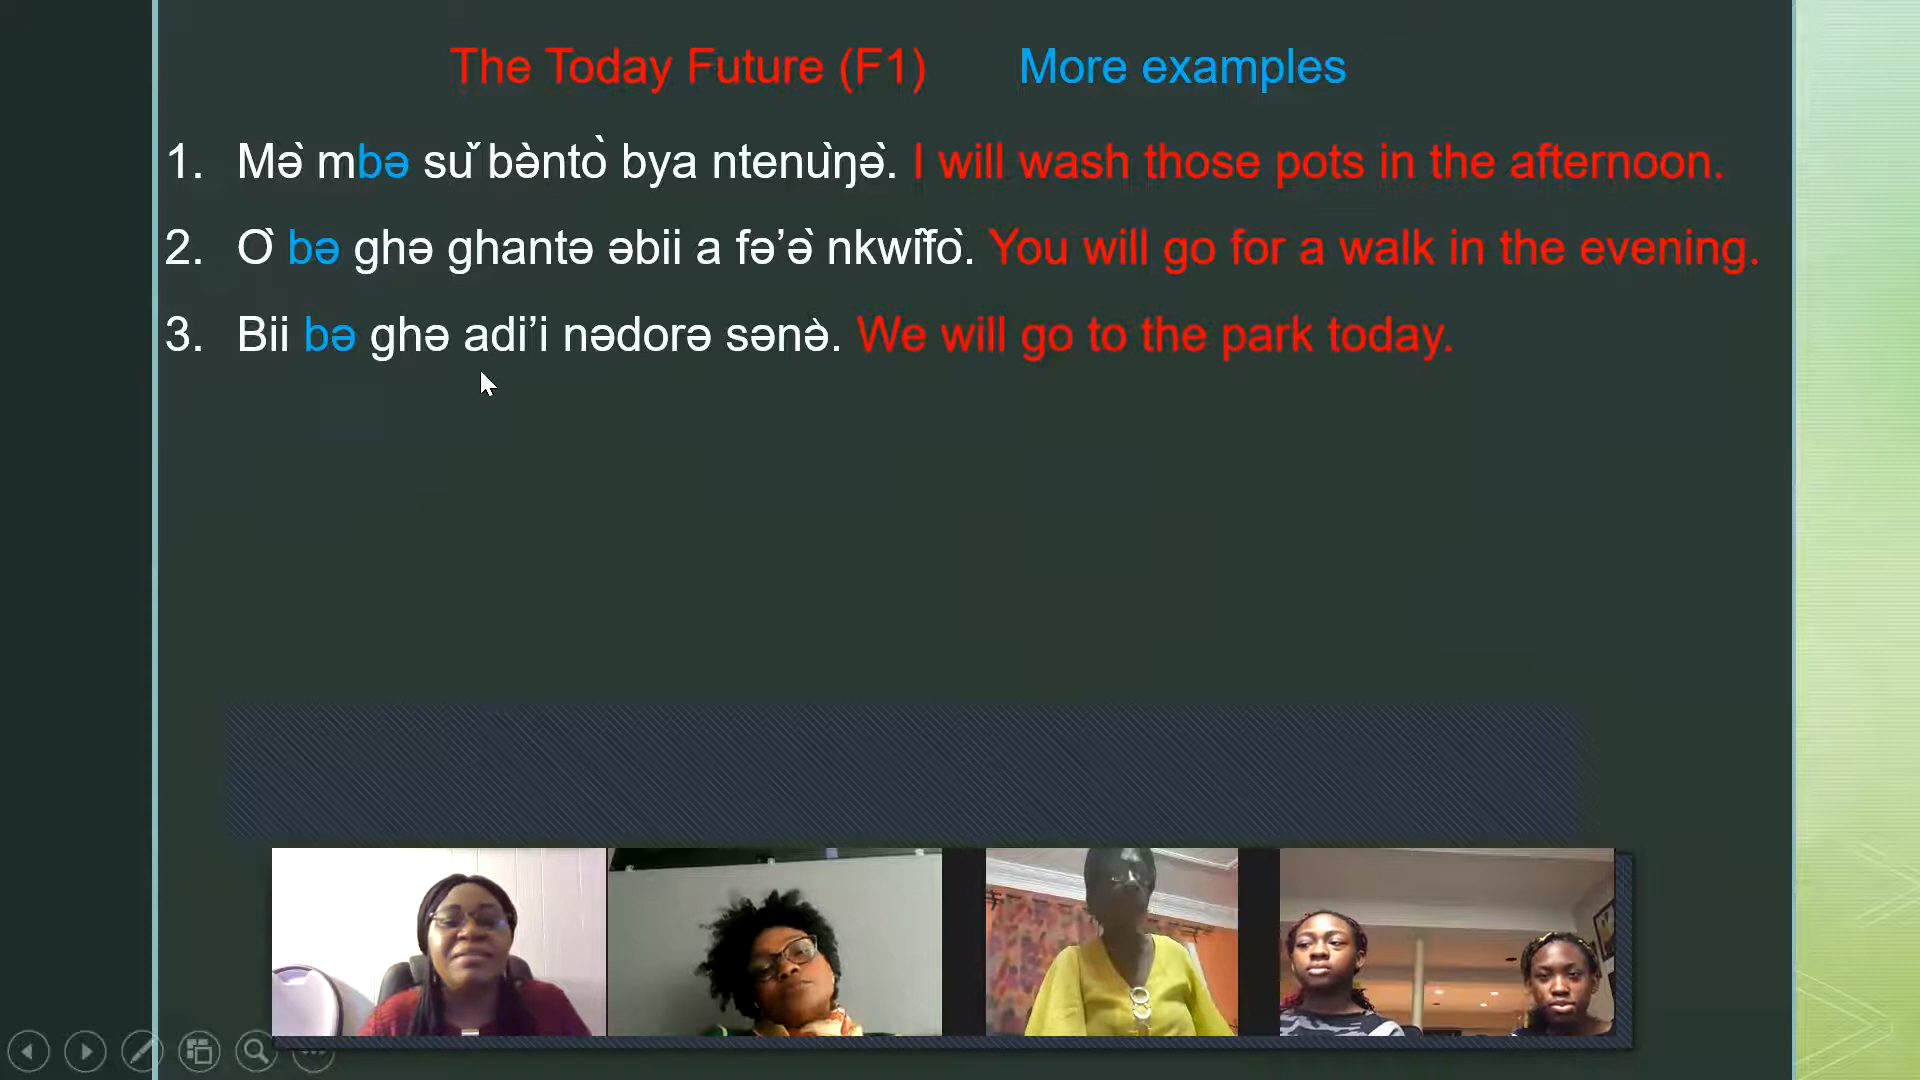 The Today Future (F1) More examples
1. Mə̀ mbə sǔ bə̀ntò bya ntenùŋə̀. I will wash those pots in the afternoon.
2. Ò bə ghə ghantə əbii a fə’ə̀ nkwǐfò. You will go for a walk in the evening.
3. Bii bə ghə adi’i nədorə sənə̀. We will go to the park today.